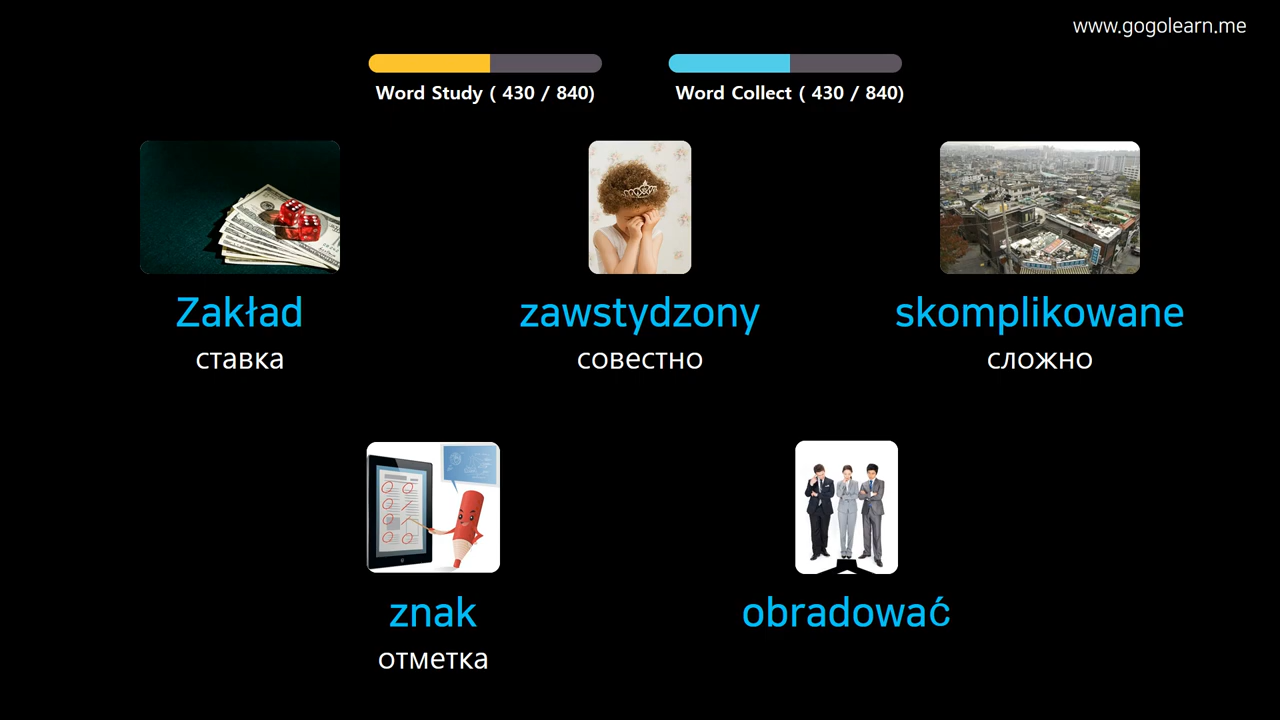 www.gogolearn.me
Word Study ( 430 / 840)
Word Collect ( 430 / 840)
Zakład
ставка
zawstydzony
совестно
skomplikowane
сложно
znak
отметка
obradować